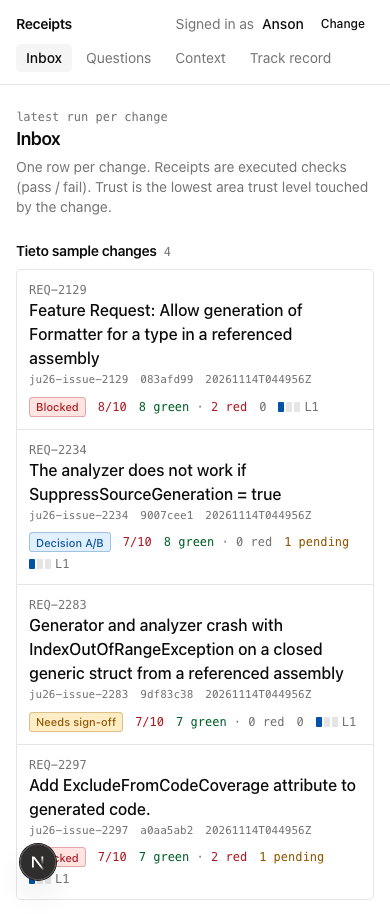 Receipts Signed in as Anson Change
Inbox Questions Context Track record
latest run per change
Inbox
One row per change. Receipts are executed checks
(pass / fail). Trust is the lowest area trust level touched
by the change.
Tieto sample changes 4
REQ-2129
Feature Request: Allow generation of
Formatter for a type in a referenced
assembly
ju26-issue-2129 083afd99 20261114T044956Z
Blocked 8/10 8 green · 2 red 0 L1
REQ-2234
The analyzer does not work if
SuppressSourceGeneration = true
ju26-issue-2234 9007cee1 20261114T044956Z
Decision A/B 7/10 8 green · 0 red 1 pending
L1
REQ-2283
Generator and analyzer crash with
IndexOutOfRangeException on a closed
generic struct from a referenced assembly
ju26-issue-2283 9df83c38 20261114T044956Z
Needs sign-off 7/10 7 green · 0 red 0 L1
REQ-2297
Add ExcludeFromCodeCoverage attribute to
generated code.
ju26-issue-2297 a0aa5ab2 20261114T044956Z
N cked 7/10 7 green · 2 red 1 pending
L1